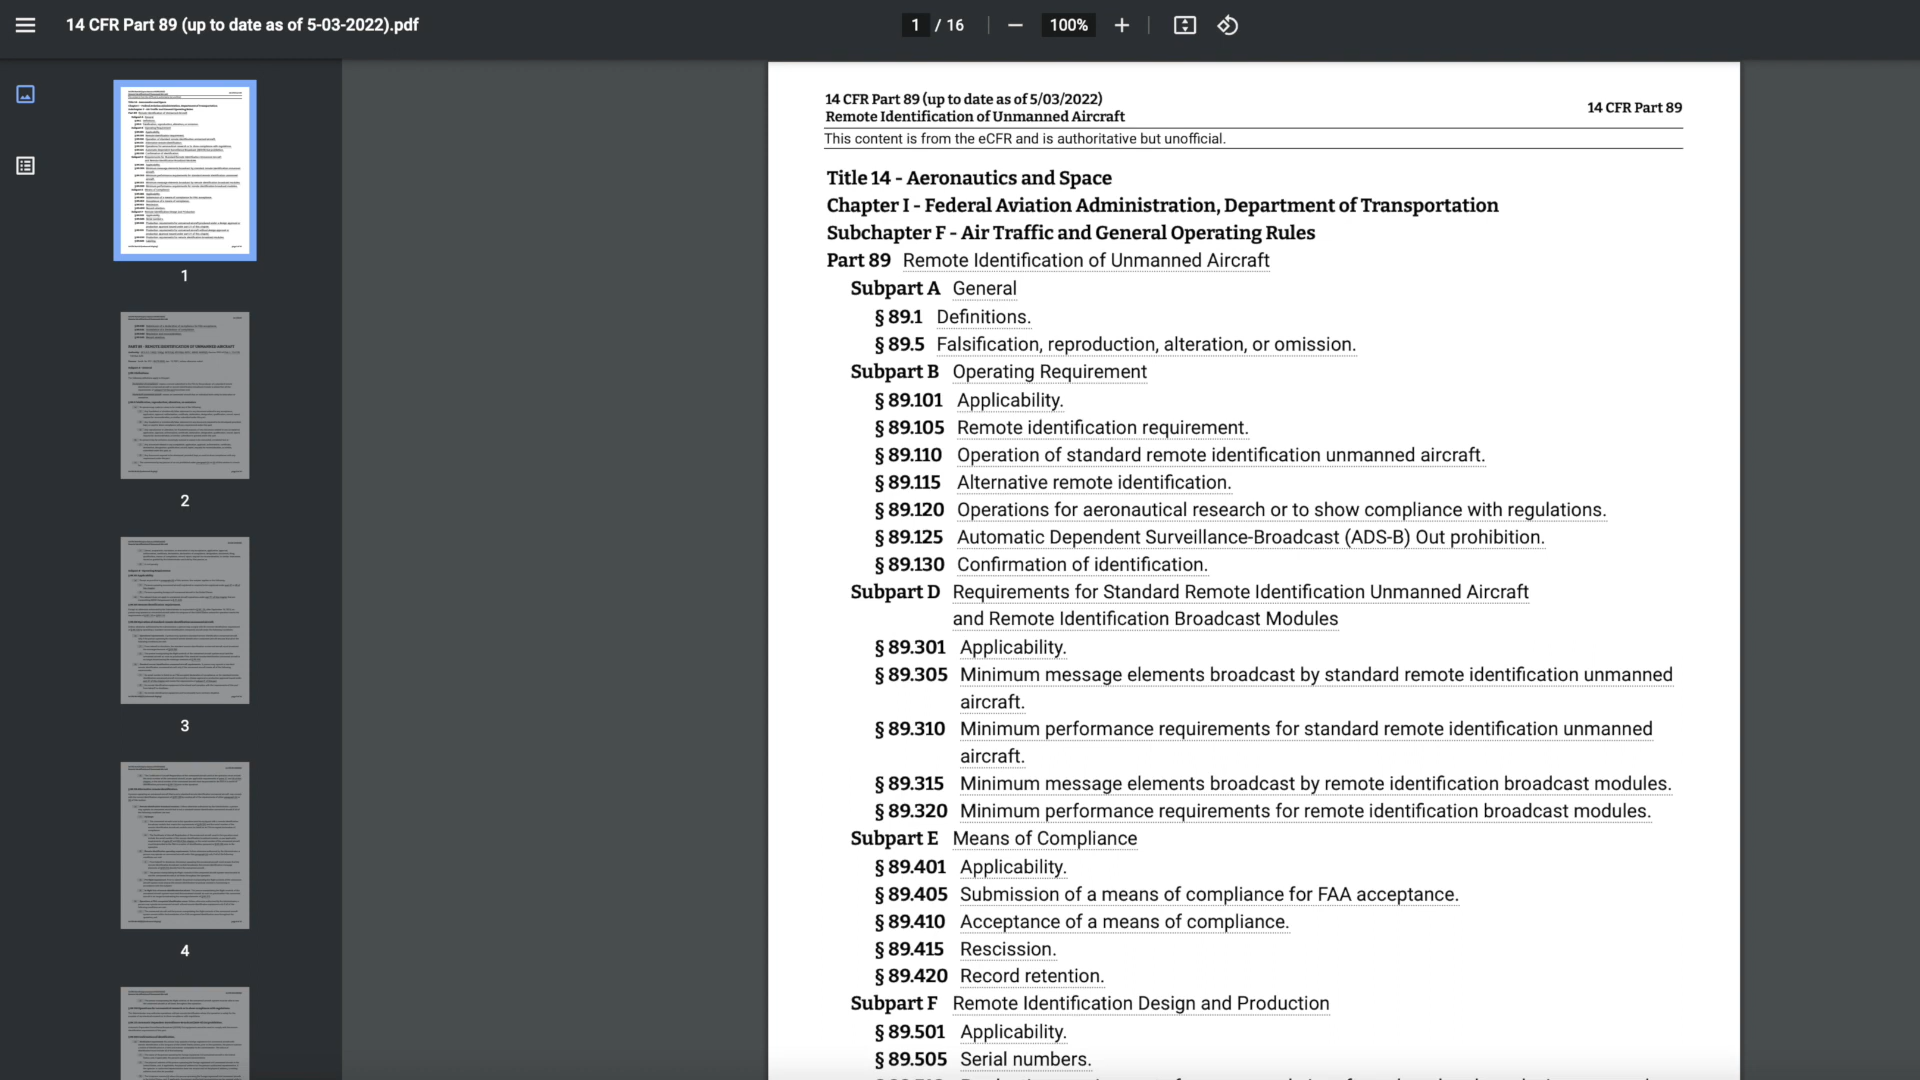 14 CFR Part 89 (up to date as of 5-03-2022).pdf
1 / 16
100%
1
2
3
4
14 CFR Part 89 (up to date as of 5/03/2022)
Remote Identification of Unmanned Aircraft
14 CFR Part 89
This content is from the eCFR and is authoritative but unofficial.
Title 14 - Aeronautics and Space
Chapter I - Federal Aviation Administration, Department of Transportation
Subchapter F - Air Traffic and General Operating Rules
Part 89 Remote Identification of Unmanned Aircraft
Subpart A General
§ 89.1 Definitions.
§ 89.5 Falsification, reproduction, alteration, or omission.
Subpart B Operating Requirement
§ 89.101 Applicability.
§ 89.105 Remote identification requirement.
§ 89.110 Operation of standard remote identification unmanned aircraft.
§ 89.115 Alternative remote identification.
§ 89.120 Operations for aeronautical research or to show compliance with regulations.
§ 89.125 Automatic Dependent Surveillance-Broadcast (ADS-B) Out prohibition.
§ 89.130 Confirmation of identification.
Subpart D Requirements for Standard Remote Identification Unmanned Aircraft
and Remote Identification Broadcast Modules
§ 89.301 Applicability.
§ 89.305 Minimum message elements broadcast by standard remote identification unmanned
aircraft.
§ 89.310 Minimum performance requirements for standard remote identification unmanned
aircraft.
§ 89.315 Minimum message elements broadcast by remote identification broadcast modules.
§ 89.320 Minimum performance requirements for remote identification broadcast modules.
Subpart E Means of Compliance
§ 89.401 Applicability.
§ 89.405 Submission of a means of compliance for FAA acceptance.
§ 89.410 Acceptance of a means of compliance.
§ 89.415 Rescission.
§ 89.420 Record retention.
Subpart F Remote Identification Design and Production
§ 89.501 Applicability.
§ 89.505 Serial numbers.